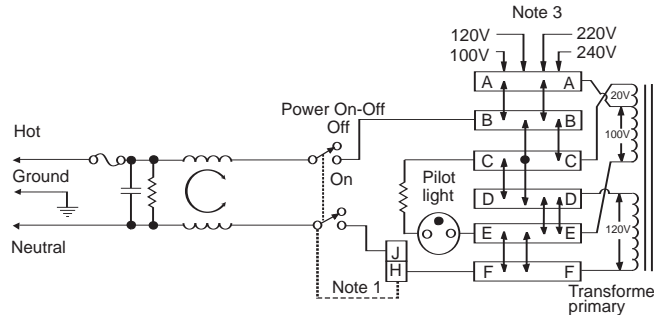 Note 3
120V
220V
100V
240V
A A
20V
Power On-Off
Off
B B
100V
Hot
C C
Ground
On
Pilot
light
D D
E E
120V
Neutral
J
H
F F
Note 1
Transforme
primary